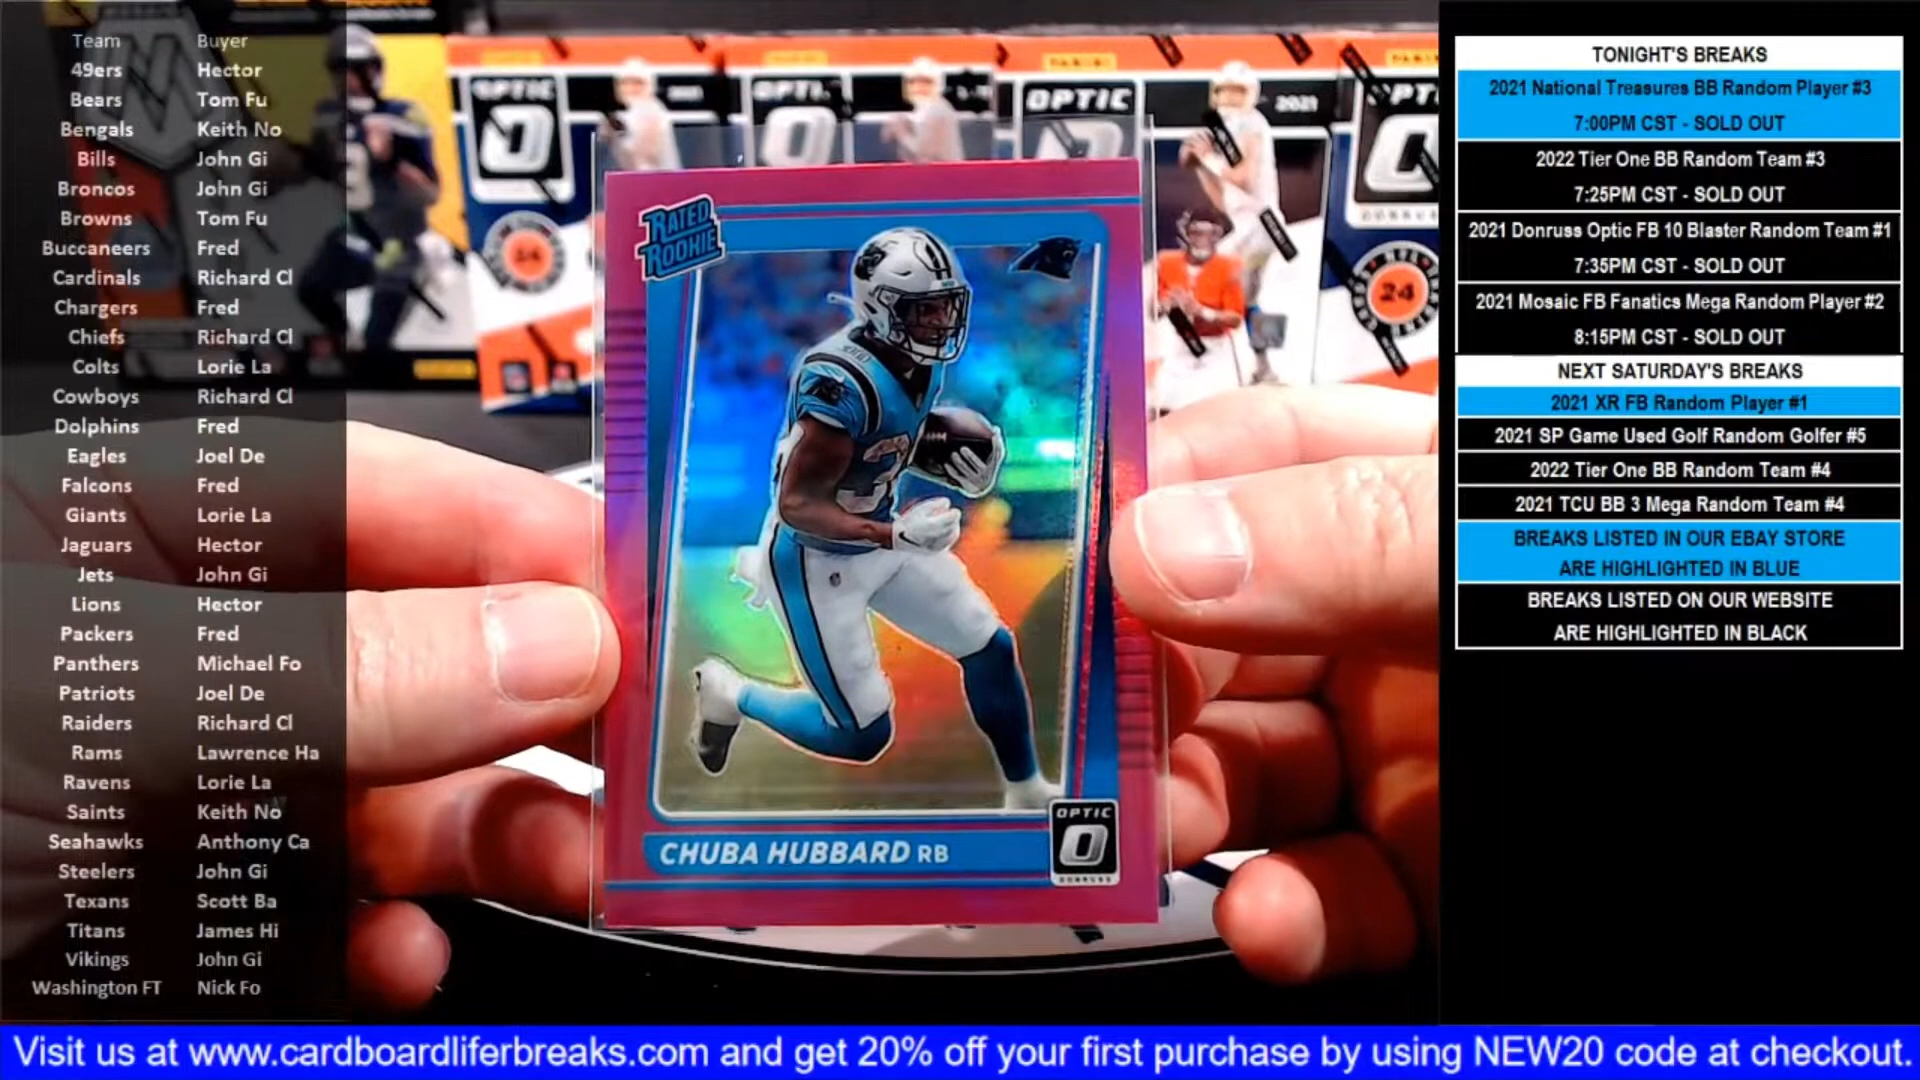 Team Buyer
49ers Hector
Bears Tom Fu
Bengals Keith No
Bills John Gi
Broncos John Gi
Browns Tom Fu
Buccaneers Fred
Cardinals Richard Cl
Chargers Fred
Chiefs Richard Cl
Colts Lorie La
Cowboys Richard Cl
Dolphins Fred
Eagles Joel De
Falcons Fred
Giants Lorie La
Jaguars Hector
Jets John Gi
Lions Hector
Packers Fred
Panthers Michael Fo
Patriots Joel De
Raiders Richard Cl
Rams Lawrence Ha
Ravens Lorie La
Saints Keith No
Seahawks Anthony Ca
Steelers John Gi
Texans Scott Ba
Titans James Hi
Vikings John Gi
Washington FT Nick Fo
OPTIC
OPTIC
2021
24
24
RATED
ROOKIE
OPTIC
DONRUSS
CHUBA HUBBARD RB
TONIGHT'S BREAKS
2021 National Treasures BB Random Player #3
7:00PM CST - SOLD OUT
2022 Tier One BB Random Team #3
7:25PM CST - SOLD OUT
2021 Donruss Optic FB 10 Blaster Random Team #1
7:35PM CST - SOLD OUT
2021 Mosaic FB Fanatics Mega Random Player #2
8:15PM CST - SOLD OUT
NEXT SATURDAY'S BREAKS
2021 XR FB Random Player #1
2021 SP Game Used Golf Random Golfer #5
2022 Tier One BB Random Team #4
2021 TCU BB 3 Mega Random Team #4
BREAKS LISTED IN OUR EBAY STORE
ARE HIGHLIGHTED IN BLUE
BREAKS LISTED ON OUR WEBSITE
ARE HIGHLIGHTED IN BLACK
Visit us at www.cardboardliferbreaks.com and get 20% off your first purchase by using NEW20 code at checkout.